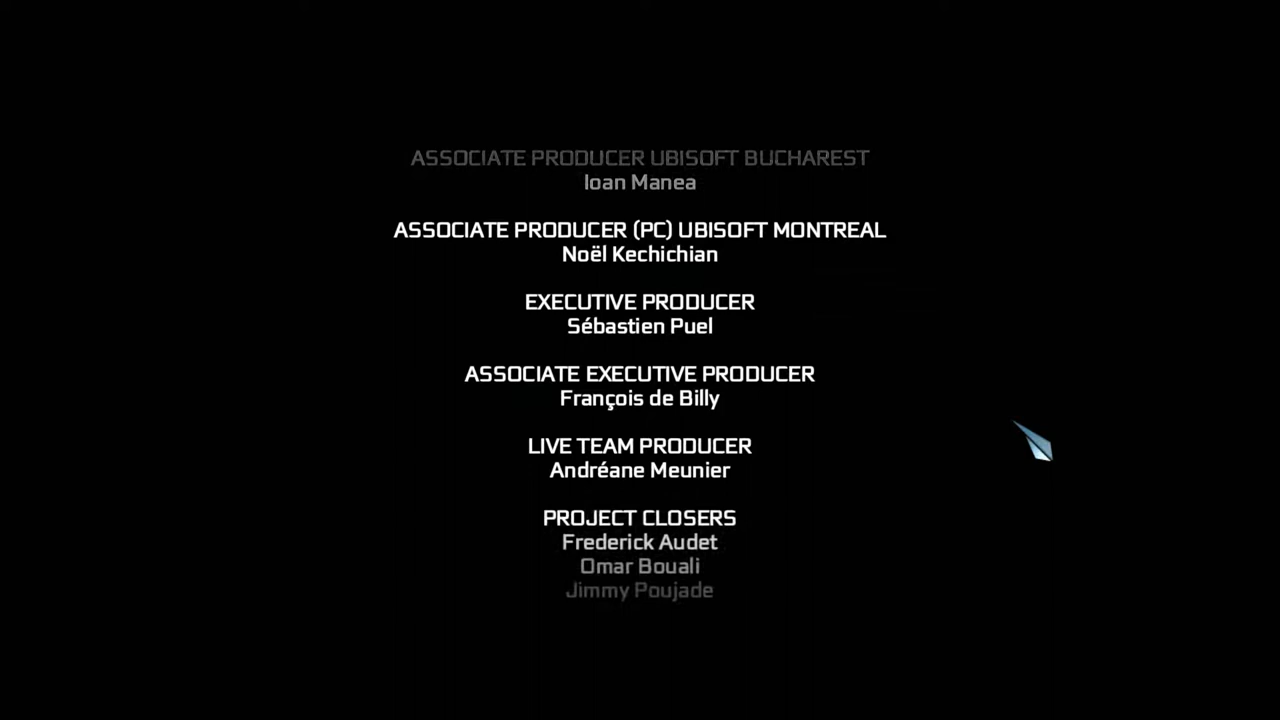 ASSOCIATE PRODUCER UBISOFT BUCHAREST
Ioan Manea
ASSOCIATE PRODUCER (PC) UBISOFT MONTREAL
Noël Kechichian
EXECUTIVE PRODUCER
Sébastien Puel
ASSOCIATE EXECUTIVE PRODUCER
François de Billy
LIVE TEAM PRODUCER
Andréane Meunier
PROJECT CLOSERS
Frederick Audet
Omar Bouali
Jimmy Poujade